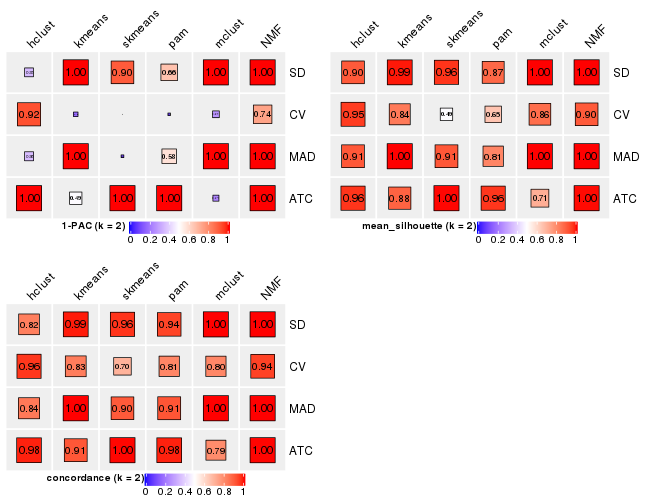 hclust kmeans skmeans pam mclust NMF
1.00 0.90 0.66 1.00 1.00 SD
0.92 0.74 CV
1.00 0.58 1.00 1.00 MAD
1.00 0.49 1.00 1.00 1.00 ATC
1-PAC (k = 2)
0 0.2 0.4 0.6 0.8 1
hclust kmeans skmeans pam mclust NMF
0.90 0.99 0.96 0.87 1.00 1.00 SD
0.95 0.84 0.49 0.65 0.86 0.90 CV
0.91 1.00 0.91 0.81 1.00 1.00 MAD
0.96 0.88 1.00 0.96 0.71 1.00 ATC
mean_silhouette (k = 2)
0 0.2 0.4 0.6 0.8 1
hclust kmeans skmeans pam mclust NMF
0.82 0.99 0.96 0.94 1.00 1.00 SD
0.96 0.83 0.70 0.81 0.80 0.94 CV
0.84 1.00 0.90 0.91 1.00 1.00 MAD
0.98 0.91 1.00 0.98 0.79 1.00 ATC
concordance (k = 2)
0 0.2 0.4 0.6 0.8 1